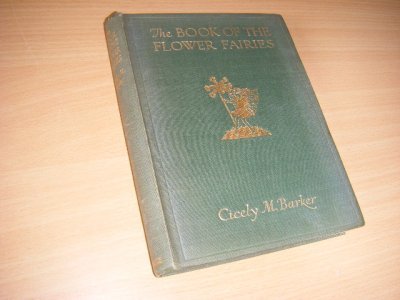 The BOOK OF THE
FLOWER FAIRIES
Cicely M. Barker